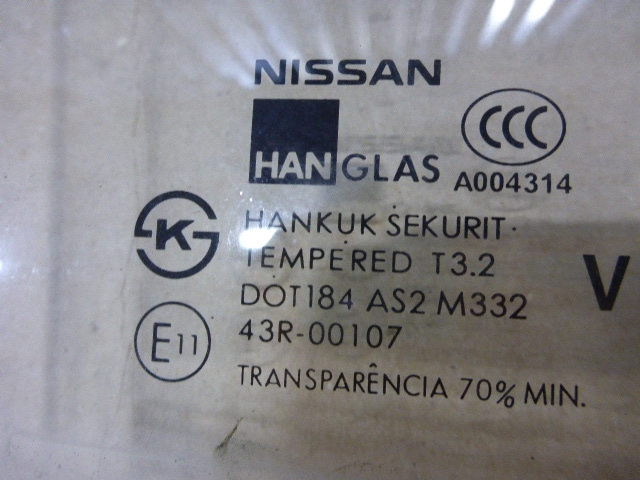 NISSAN
HANGLAS
CCC
A004314
K
HANKUK SEKURIT
TEMPERED T3.2
DOT184 AS2 M332
V
E11
43R-00107
TRANSPARÊNCIA 70% MIN.